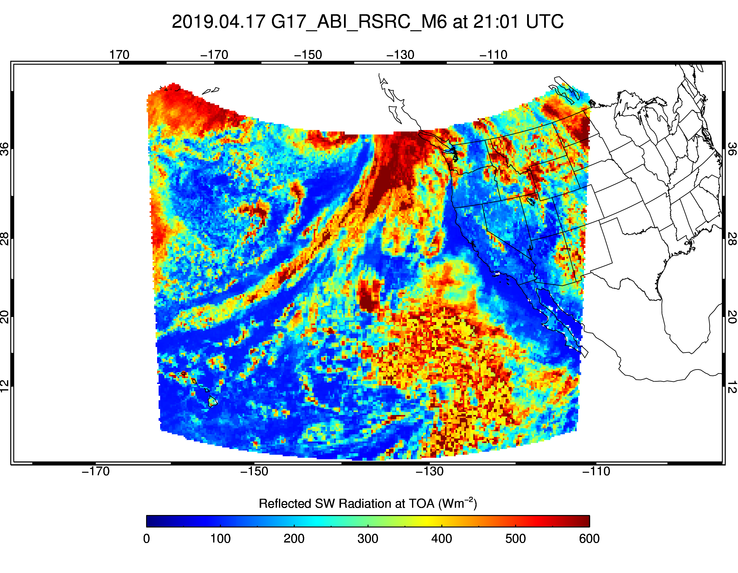 2019.04.17 G17_ABI_RSRC_M6 at 21:01 UTC
170 −170 −150 −130 −110
36 36
28 28
20 20
12 12
−170 −150 −130 −110
Reflected SW Radiation at TOA (Wm−2)
0 100 200 300 400 500 600